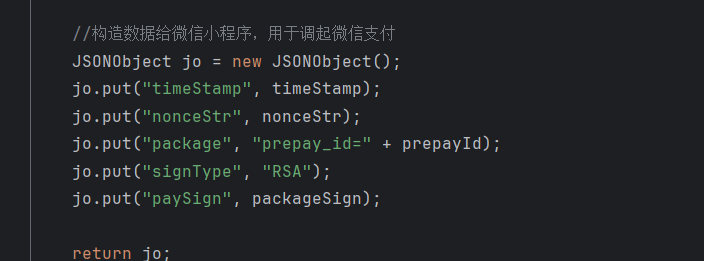 //构造数据给微信小程序，用于调起微信支付
JSONObject jo = new JSONObject();
jo.put("timeStamp", timeStamp);
jo.put("nonceStr", nonceStr);
jo.put("package", "prepay_id=" + prepayId);
jo.put("signType", "RSA");
jo.put("paySign", packageSign);
return jo;